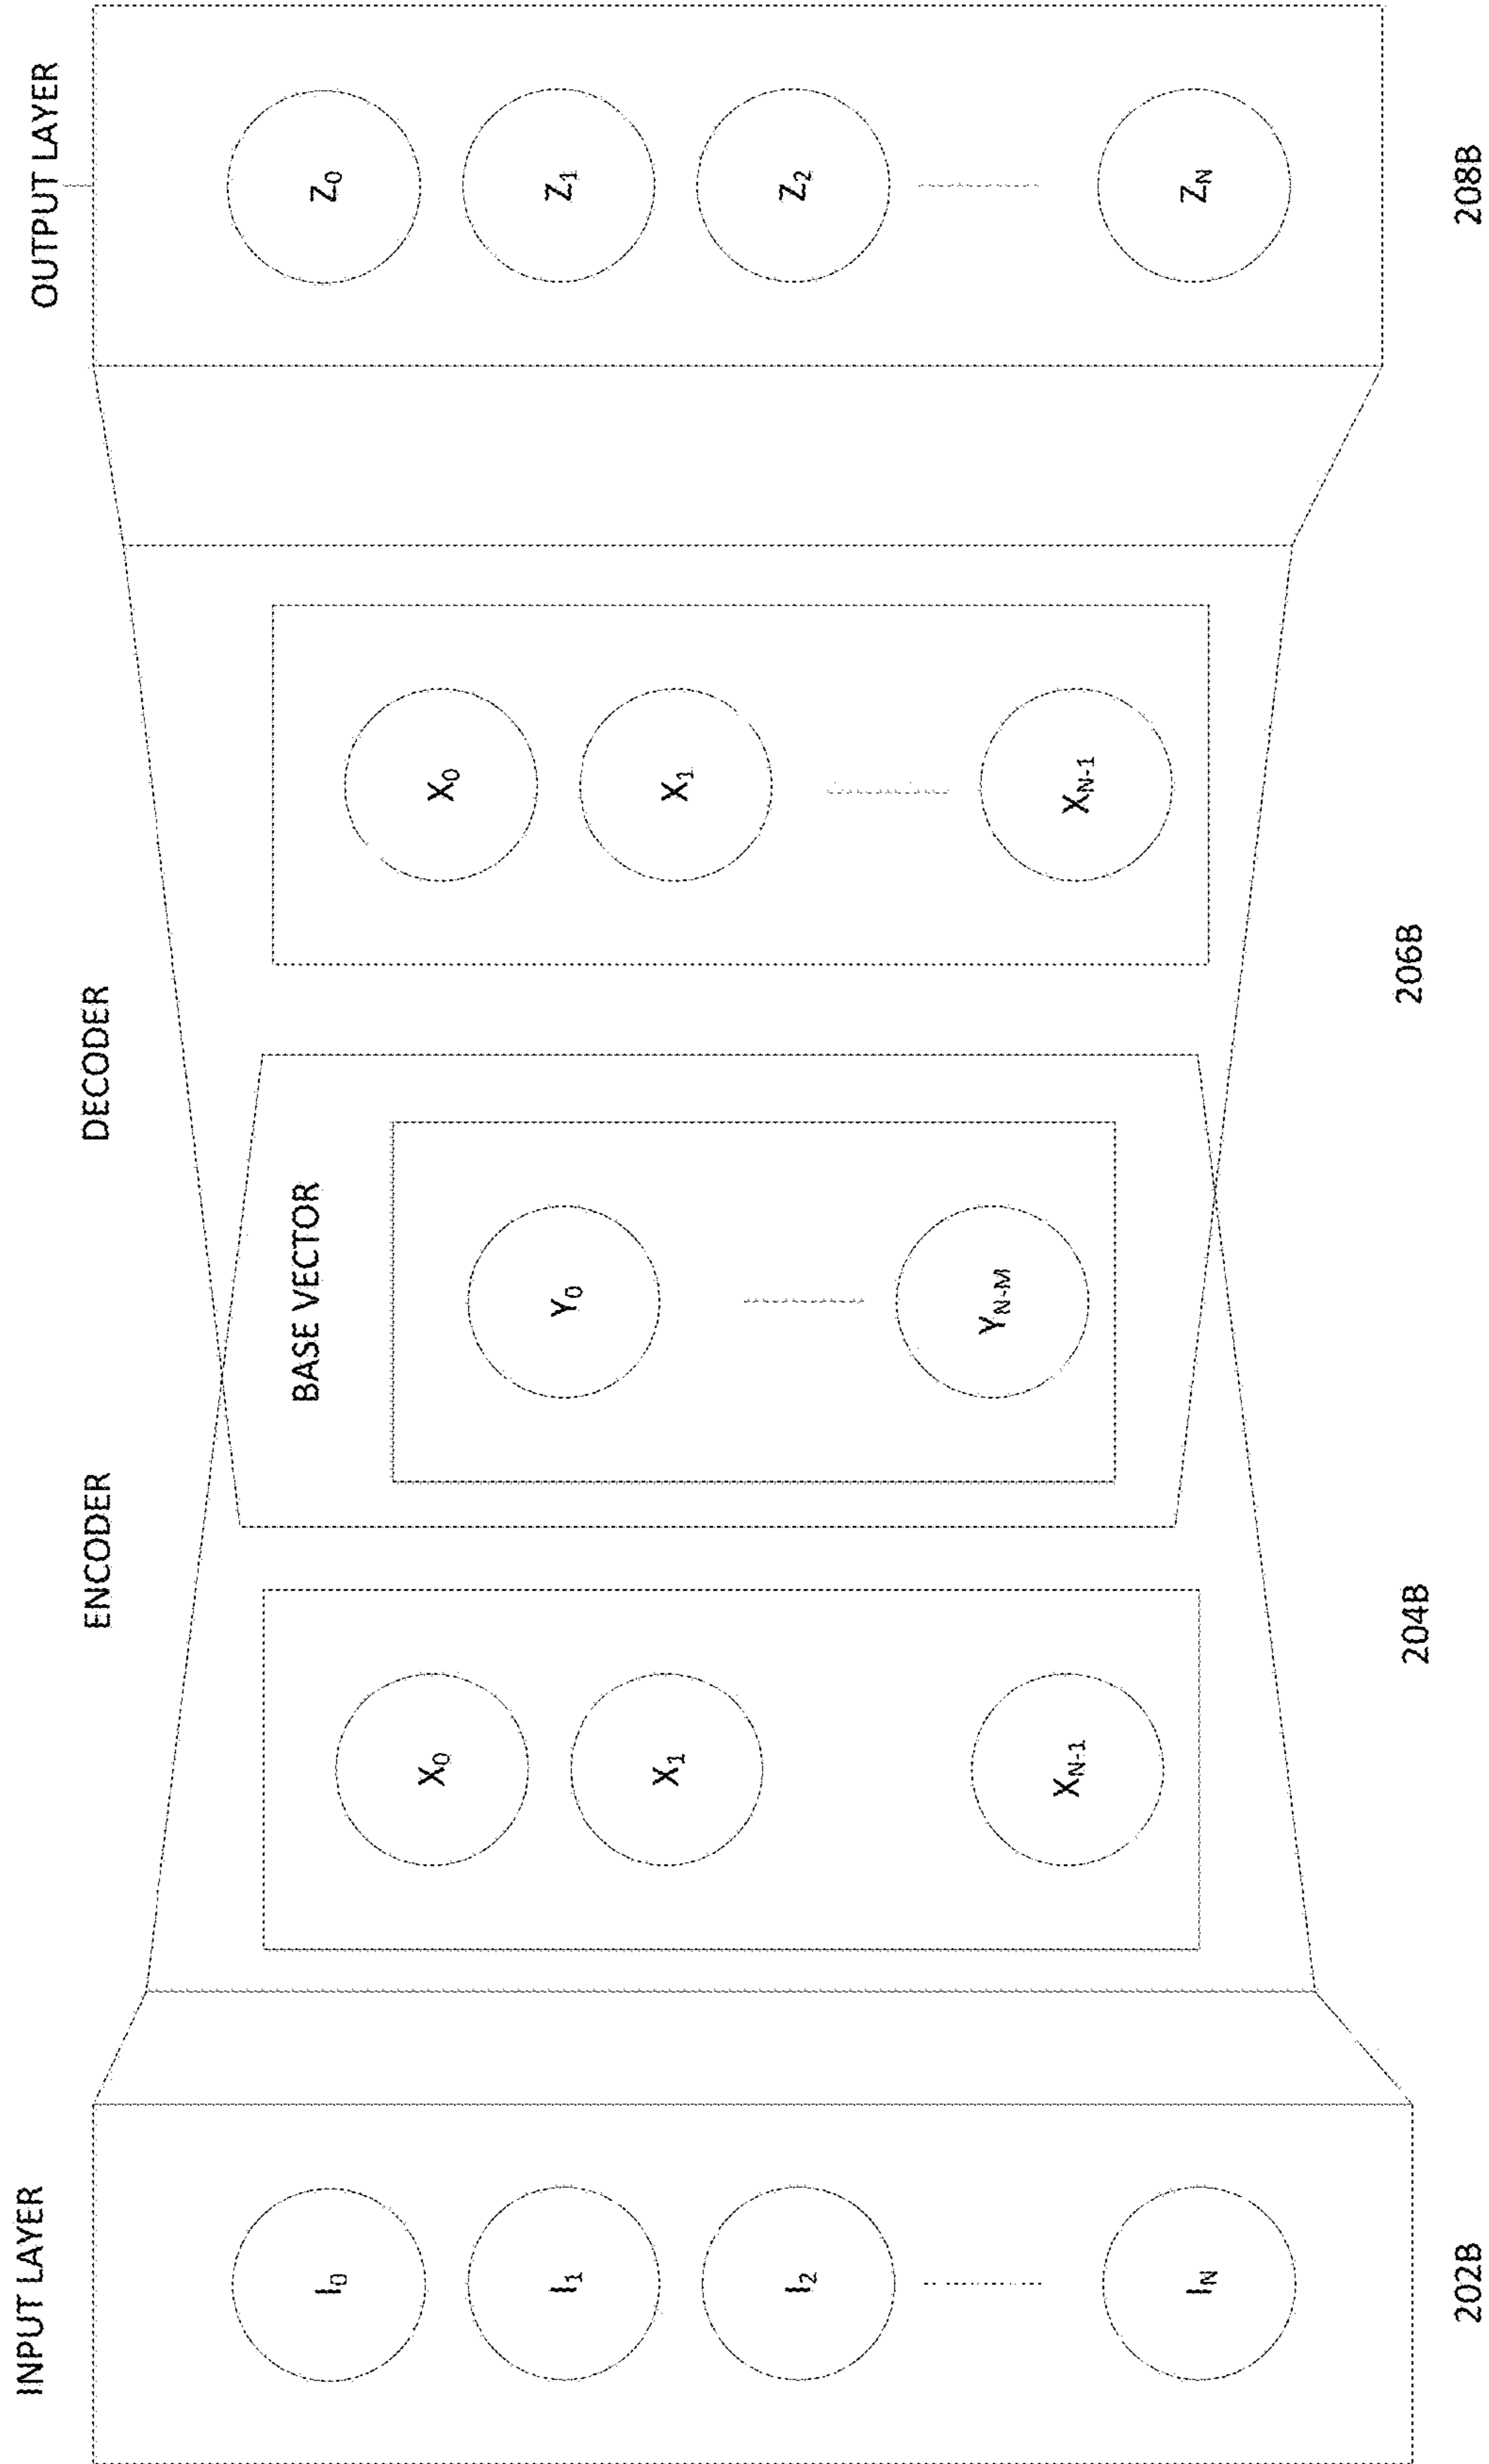 INPUT LAYER
ENCODER
DECODER
OUTPUT LAYER
BASE VECTOR
I0
I1
I2
IN
X0
X1
XN-1
Y0
YN-M
X0
X1
XN-1
Z0
Z1
Z2
ZN
202B
204B
206B
208B